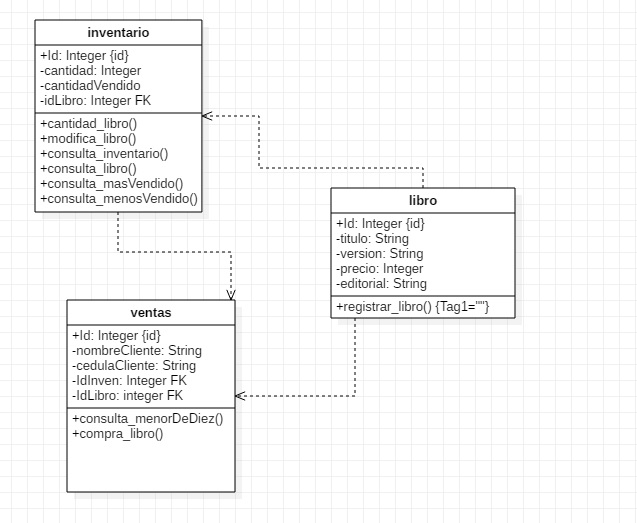 inventario
+Id: Integer {id}
-cantidad: Integer
-cantidadVendido
-idLibro: Integer FK
+cantidad_libro()
+modifica_libro()
+consulta_inventario()
+consulta_libro()
+consulta_masVendido()
+consulta_menosVendido()
libro
+Id: Integer {id}
-titulo: String
-version: String
-precio: Integer
-editorial: String
+registrar_libro() {Tag1=""}
ventas
+Id: Integer {id}
-nombreCliente: String
-cedulaCliente: String
-IdInven: Integer FK
-IdLibro: integer FK
+consulta_menorDeDiez()
+compra_libro()